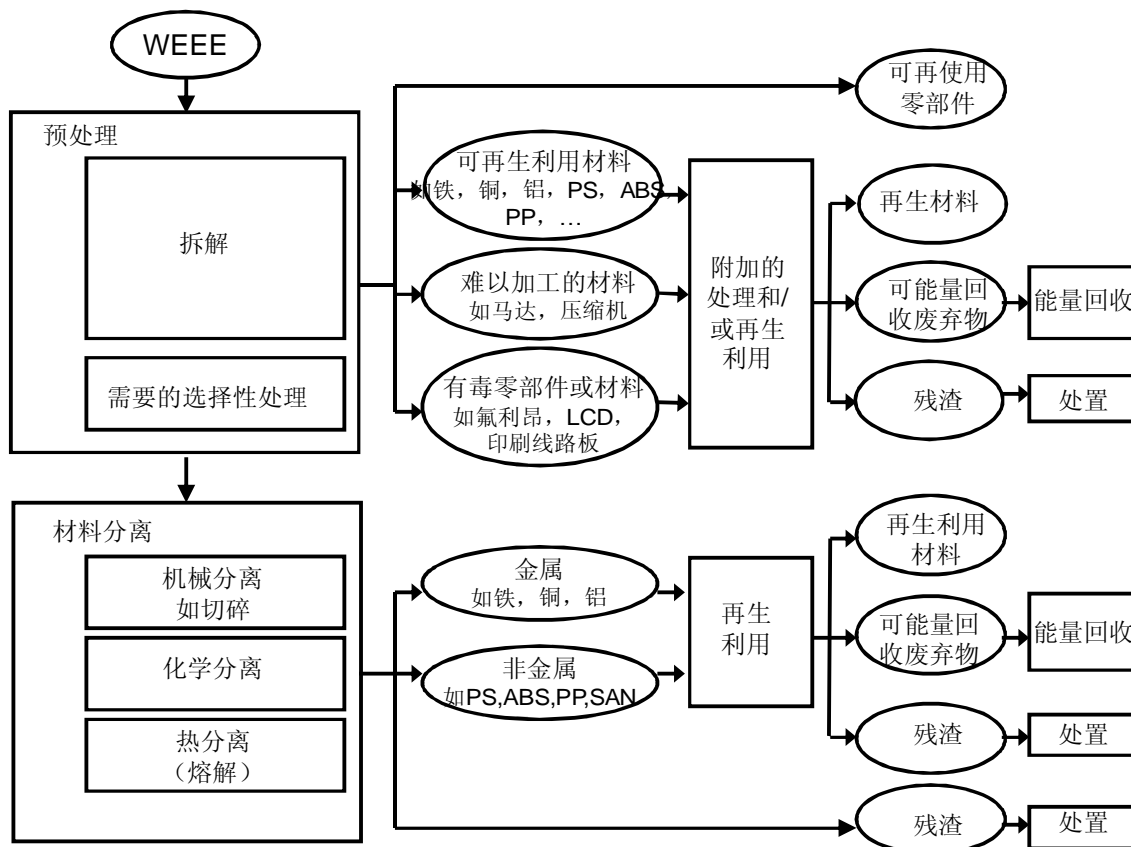 WEEE
预处理
拆解
需要的选择性处理
可再使用
零部件
可再生利用材料
如铁，铜，铝，PS，ABS，
PP，…
难以加工的材料
如马达，压缩机
有毒零部件或材料
如氟利昂，LCD，
印刷线路板
附加的
处理和/
或再生
利用
再生材料
可能量回
收废弃物
能量回收
残渣
处置
材料分离
机械分离
如切碎
化学分离
热分离
（熔解）
金属
如铁，铜，铝
非金属
如PS,ABS,PP,SAN
再生
利用
再生利用
材料
可能量回
收废弃物
能量回收
残渣
处置
残渣
处置